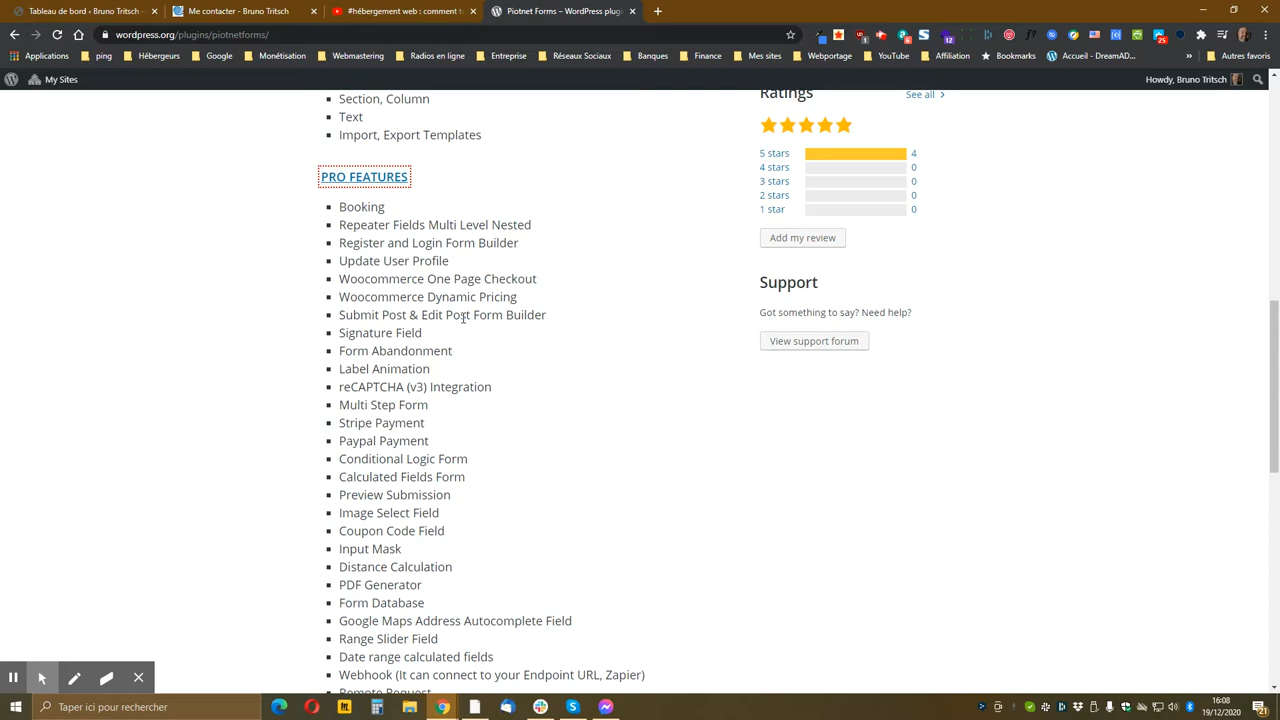 Tableau de bord ‹ Bruno Tritsch –
Me contacter - Bruno Tritsch
#hébergement web : comment t
Piotnet Forms – WordPress plugin
wordpress.org/plugins/piotnetforms/
Applications
ping
Hébergeurs
Google
Monétisation
Webmastering
Radios en ligne
Entreprise
Réseaux Sociaux
Banques
Finance
Mes sites
Webportage
YouTube
Affiliation
Bookmarks
Accueil - DreamAD...
Autres favoris
My Sites
Howdy, Bruno Tritsch
Section, Column
Text
Import, Export Templates
PRO FEATURES
Booking
Repeater Fields Multi Level Nested
Register and Login Form Builder
Update User Profile
Woocommerce One Page Checkout
Woocommerce Dynamic Pricing
Submit Post & Edit Post Form Builder
Signature Field
Form Abandonment
Label Animation
reCAPTCHA (v3) Integration
Multi Step Form
Stripe Payment
Paypal Payment
Conditional Logic Form
Calculated Fields Form
Preview Submission
Image Select Field
Coupon Code Field
Input Mask
Distance Calculation
PDF Generator
Form Database
Google Maps Address Autocomplete Field
Range Slider Field
Date range calculated fields
Webhook (It can connect to your Endpoint URL, Zapier)
Remote Request
Ratings
See all
5 stars 4
4 stars 0
3 stars 0
2 stars 0
1 star 0
Add my review
Support
Got something to say? Need help?
View support forum
Taper ici pour rechercher
16:08
19/12/2020